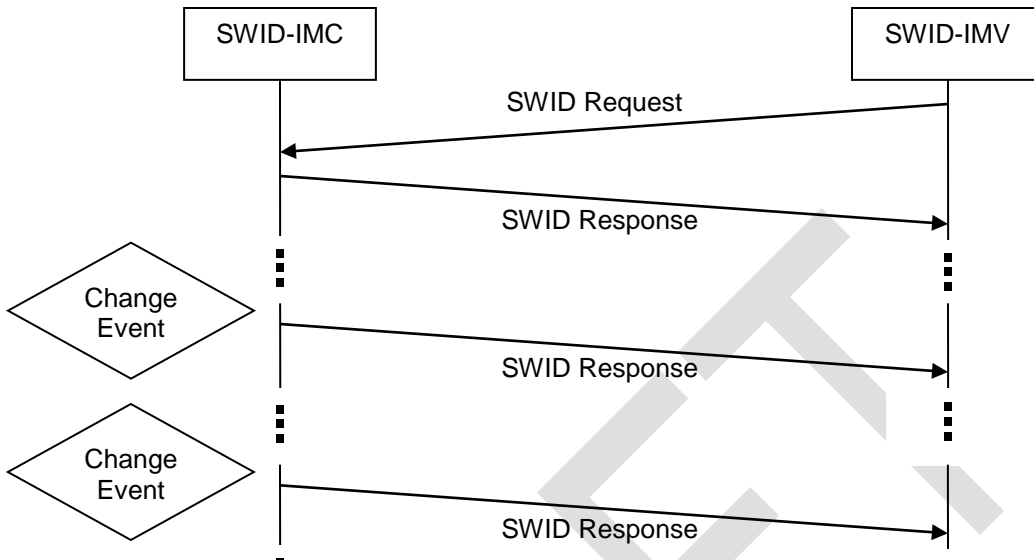 SWID-IMC
SWID-IMV
SWID Request
SWID Response
Change
Event
SWID Response
Change
Event
SWID Response